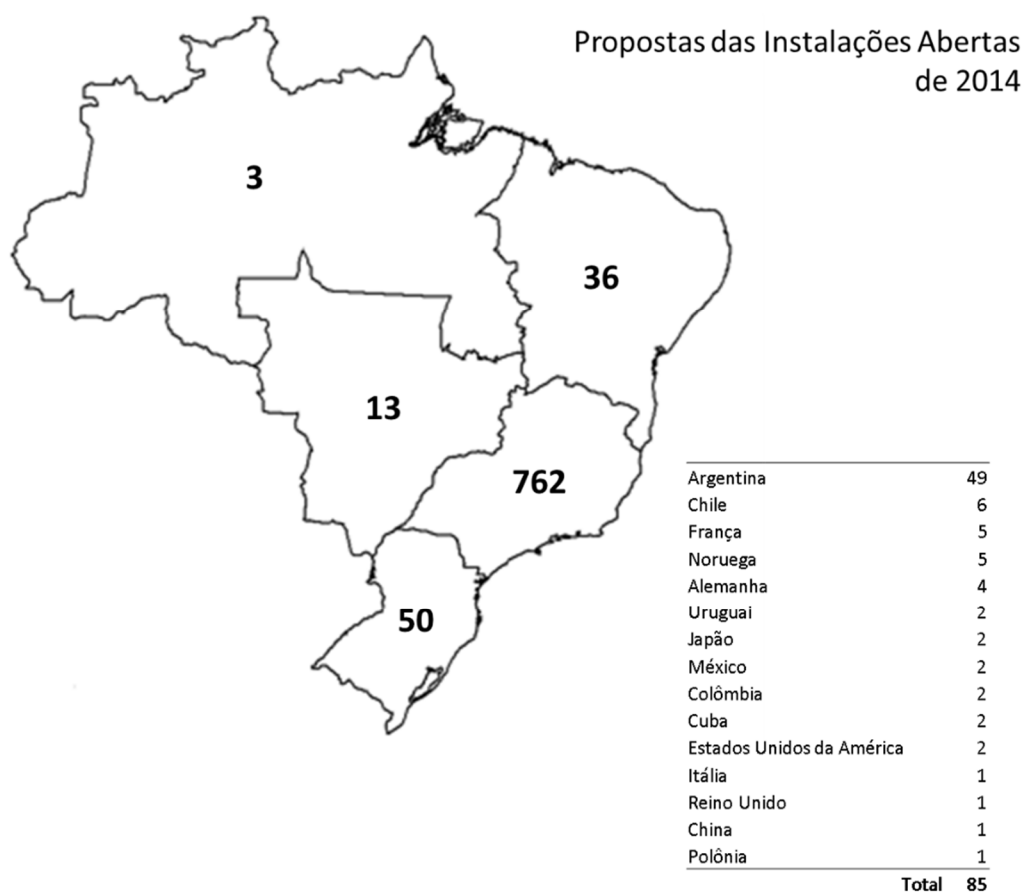 Propostas das Instalações Abertas
de 2014
3
36
13
762
50
Argentina 49
Chile 6
França 5
Noruega 5
Alemanha 4
Uruguai 2
Japão 2
México 2
Colômbia 2
Cuba 2
Estados Unidos da América 2
Itália 1
Reino Unido 1
China 1
Polônia 1
Total 85